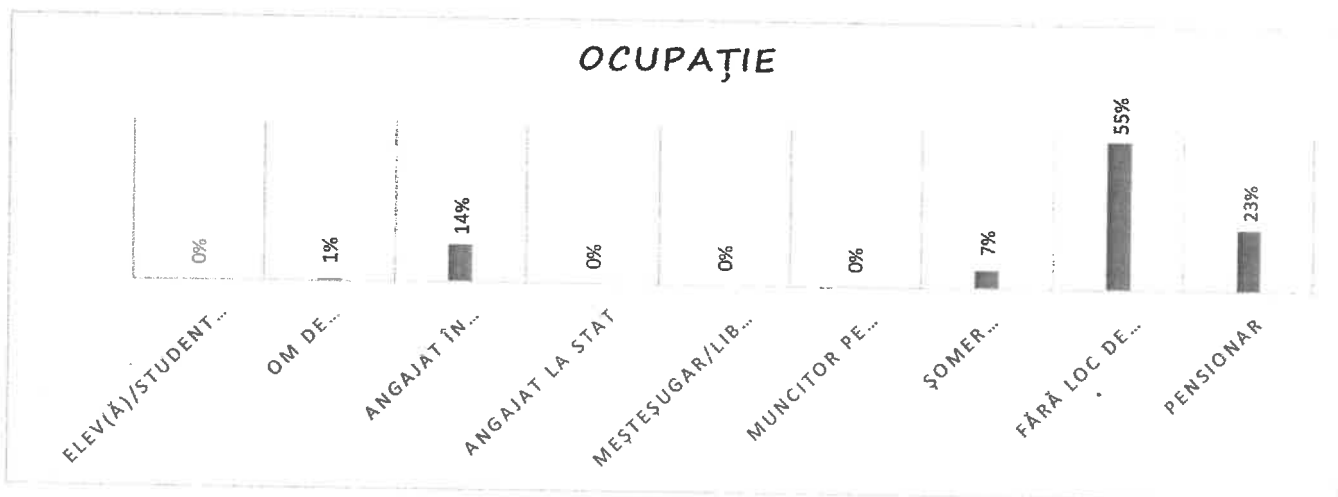 OCUPAȚIE
0%
1%
14%
0%
0%
0%
7%
55%
23%
ELEV(Ă)/STUDENT...
OM DE...
ANGAJAT ÎN...
ANGAJAT LA STAT
MEȘTEȘUGAR/LIB...
MUNCITOR PE...
ȘOMER...
FĂRĂ LOC DE...
PENSIONAR